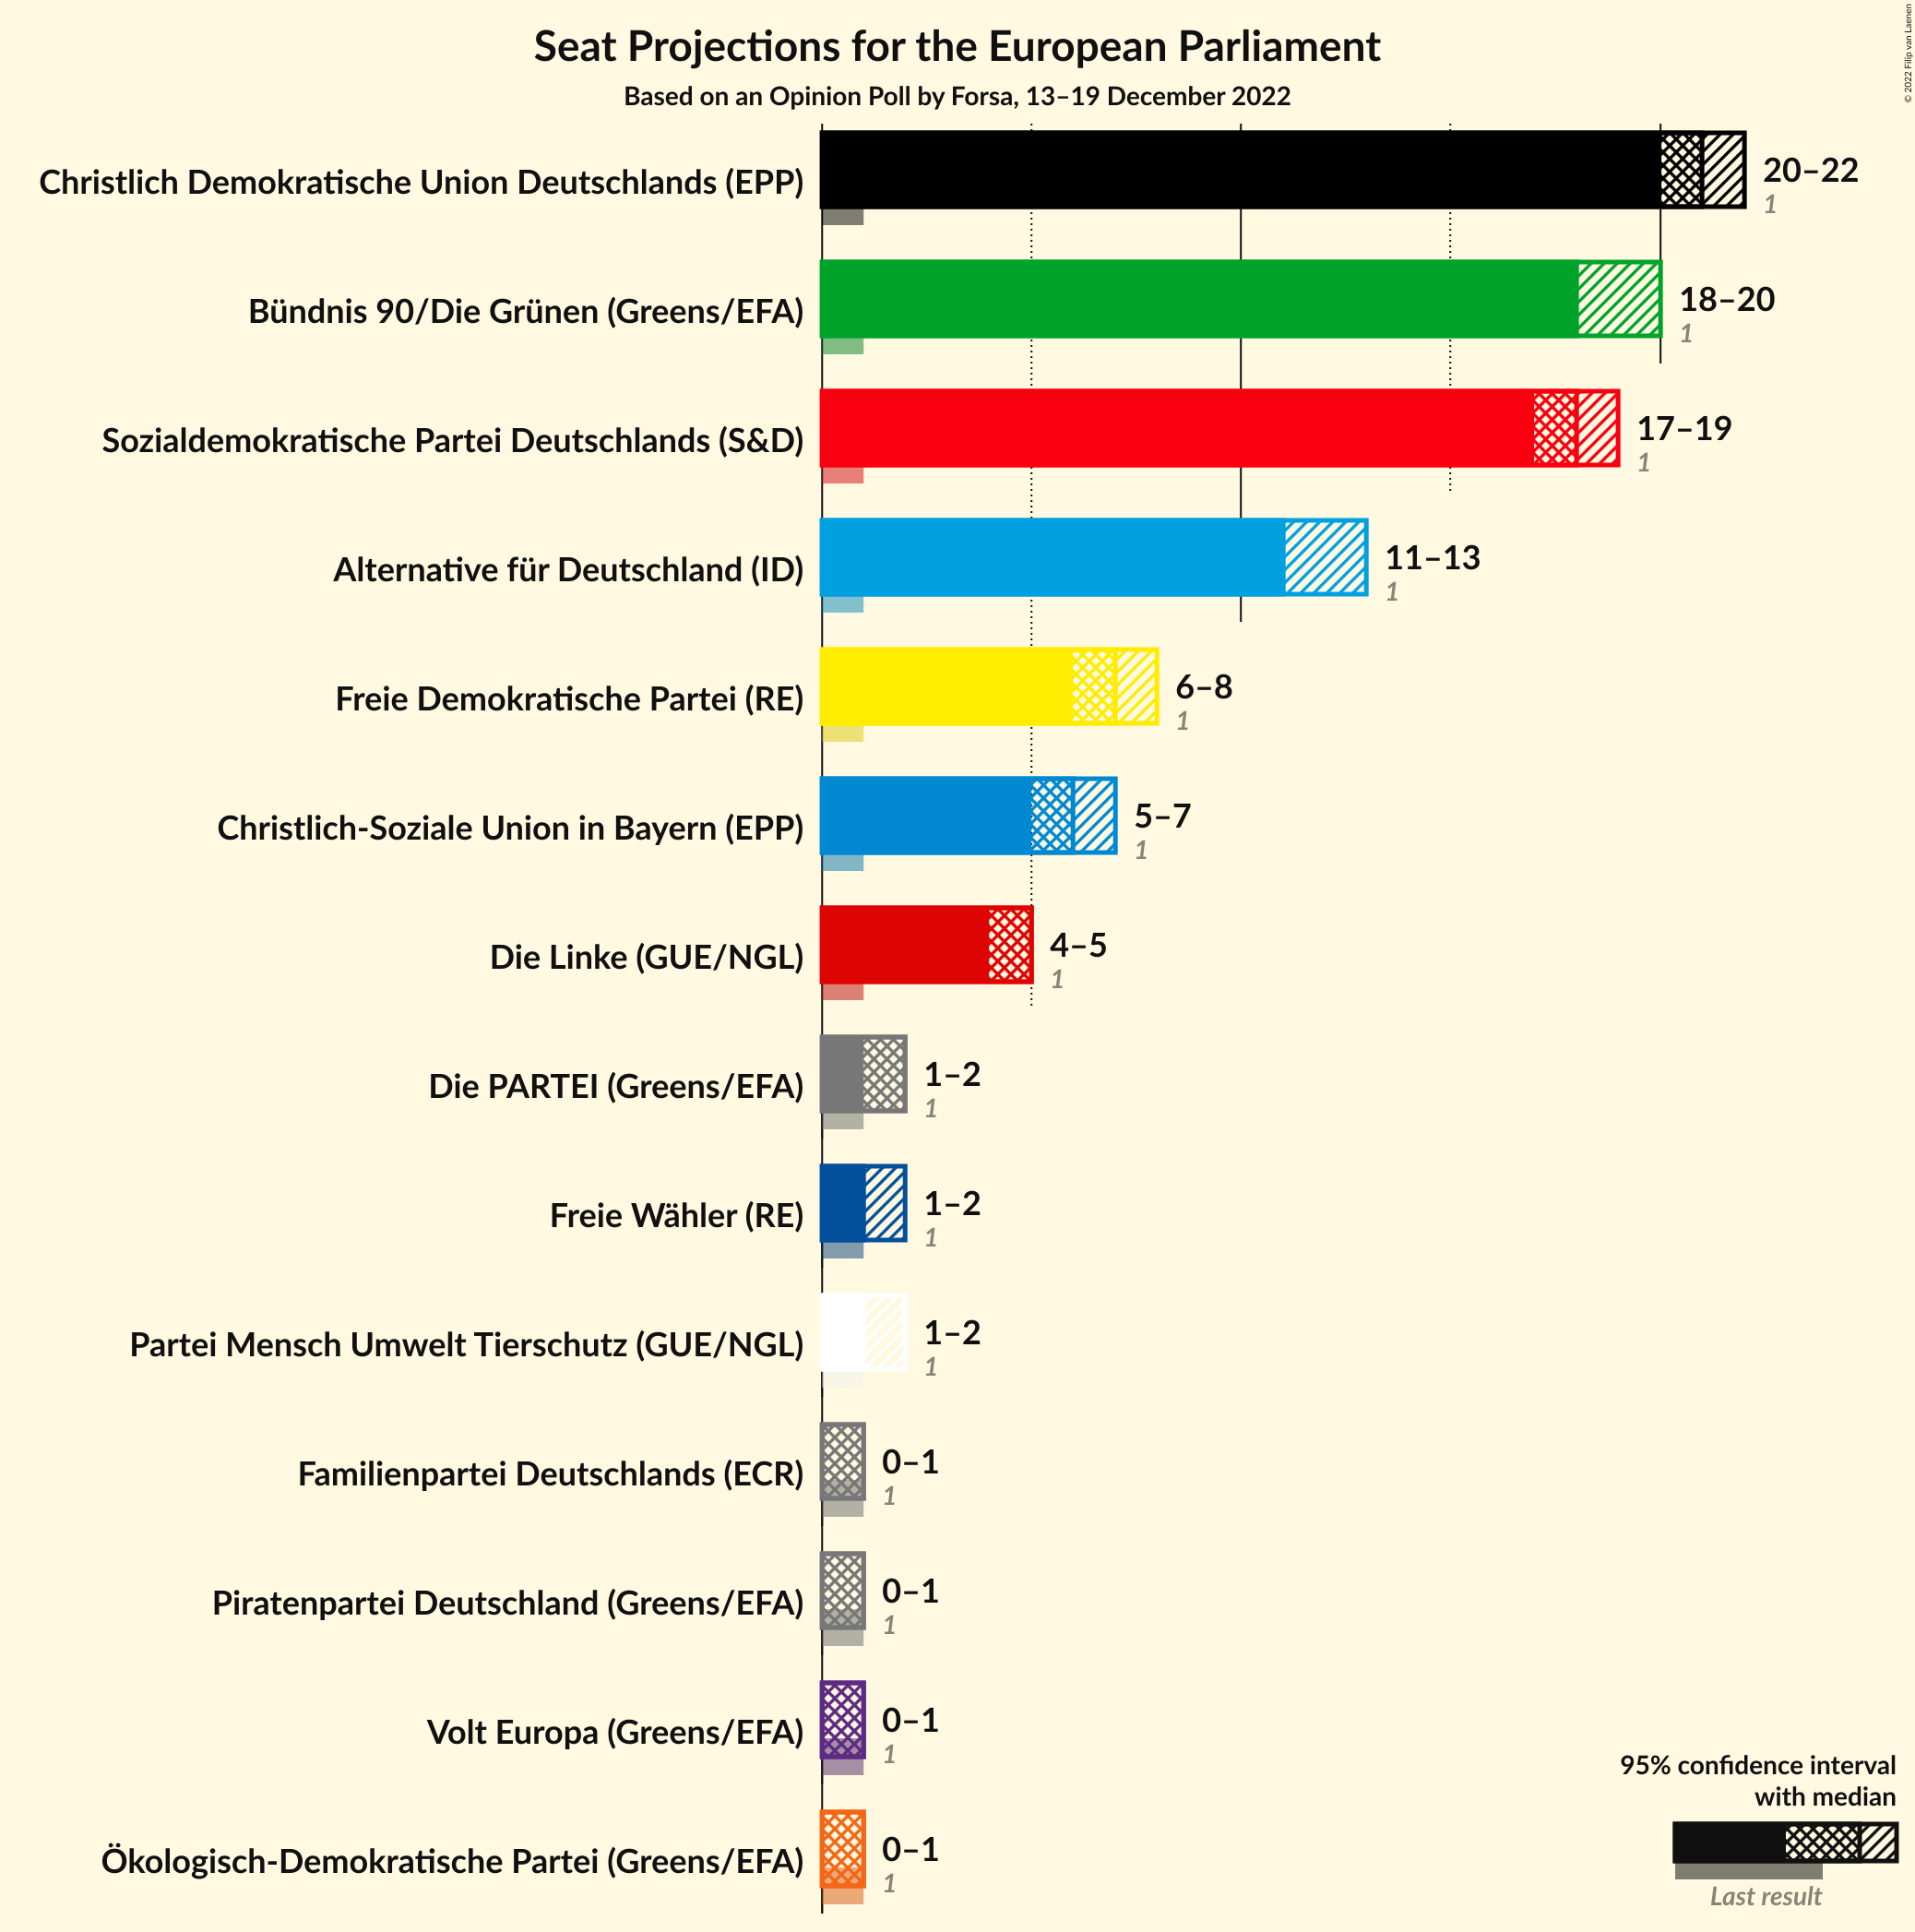 Seat Projections for the European Parliament
Based on an Opinion Poll by Forsa, 13–19 December 2022
© 2022 Filip van Laenen
Christlich Demokratische Union Deutschlands (EPP)
20–22
1
Bündnis 90/Die Grünen (Greens/EFA)
18–20
1
Sozialdemokratische Partei Deutschlands (S&D)
17–19
1
Alternative für Deutschland (ID)
11–13
1
Freie Demokratische Partei (RE)
6–8
1
Christlich-Soziale Union in Bayern (EPP)
5–7
1
Die Linke (GUE/NGL)
4–5
1
Die PARTEI (Greens/EFA)
1–2
1
Freie Wähler (RE)
1–2
1
Partei Mensch Umwelt Tierschutz (GUE/NGL)
1–2
1
Familienpartei Deutschlands (ECR)
0–1
1
Piratenpartei Deutschland (Greens/EFA)
0–1
1
Volt Europa (Greens/EFA)
0–1
1
Ökologisch-Demokratische Partei (Greens/EFA)
0–1
1
95% confidence interval
with median
Last result